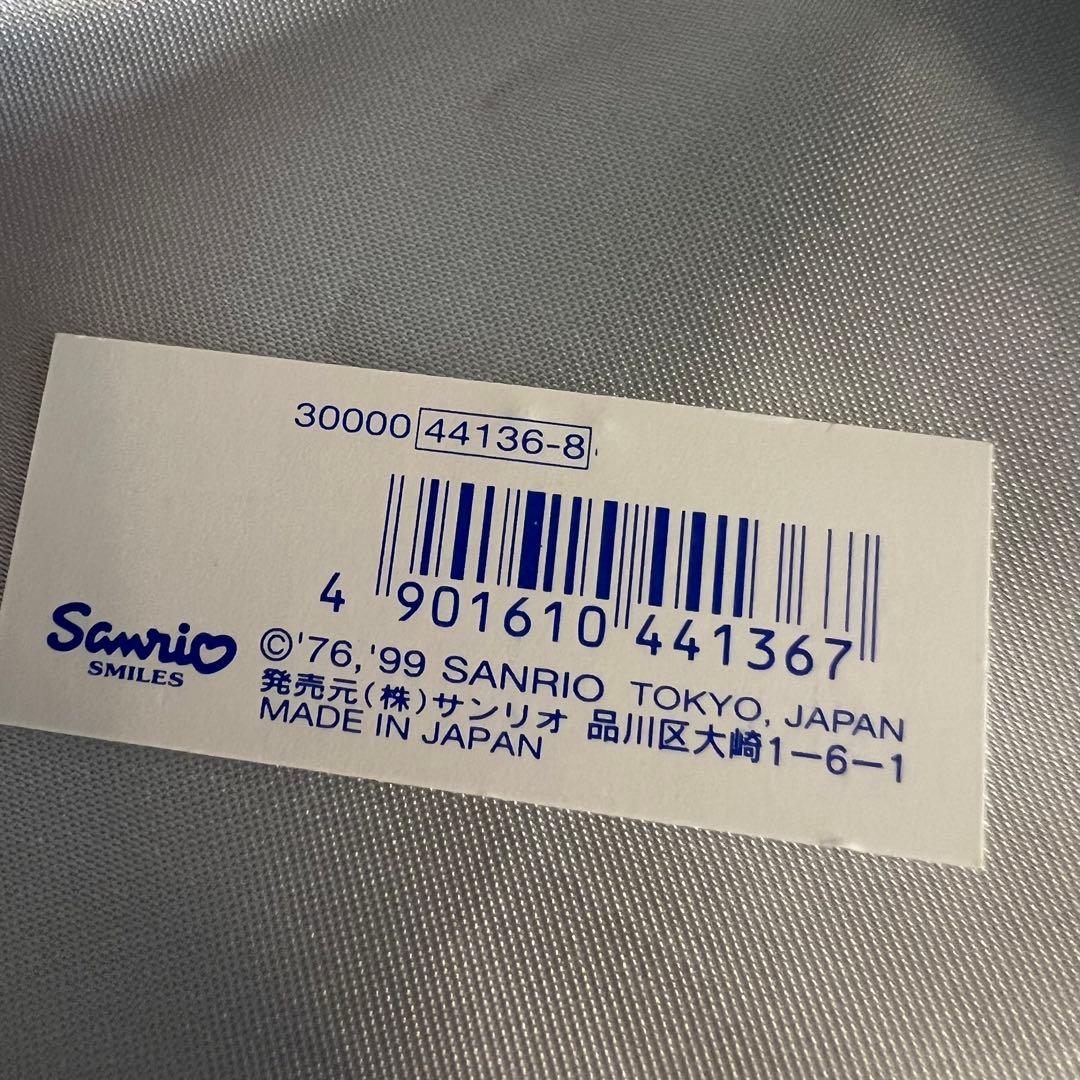 30000 44136-8
4 901610 441367
Sanrio
SMILES
©'76,'99 SANRIO TOKYO, JAPAN
発売元(株)サンリオ 品川区大崎1-6-1
MADE IN JAPAN